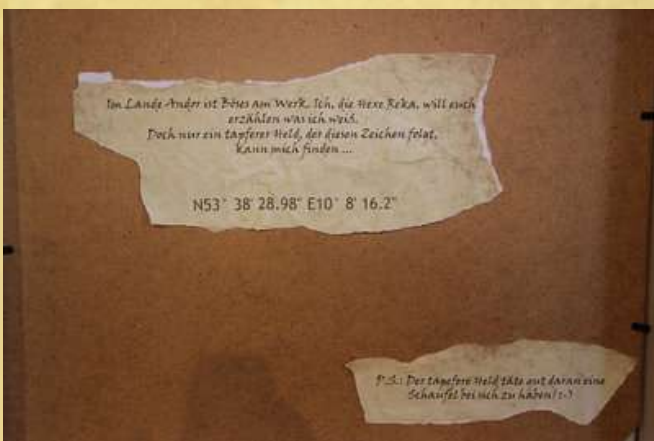 Im Lande Andor ist Böses am Werk. Ich, die Hexe Reka, will euch
erzählen was ich weiß.
Doch nur ein tapferer Held, der diesen Zeichen folgt,
kann mich finden ...
N53° 38' 28.98" E10° 8' 16.2"
P.S.: Der tapfere Held täte gut daran eine
Schaufel bei sich zu haben! :-)